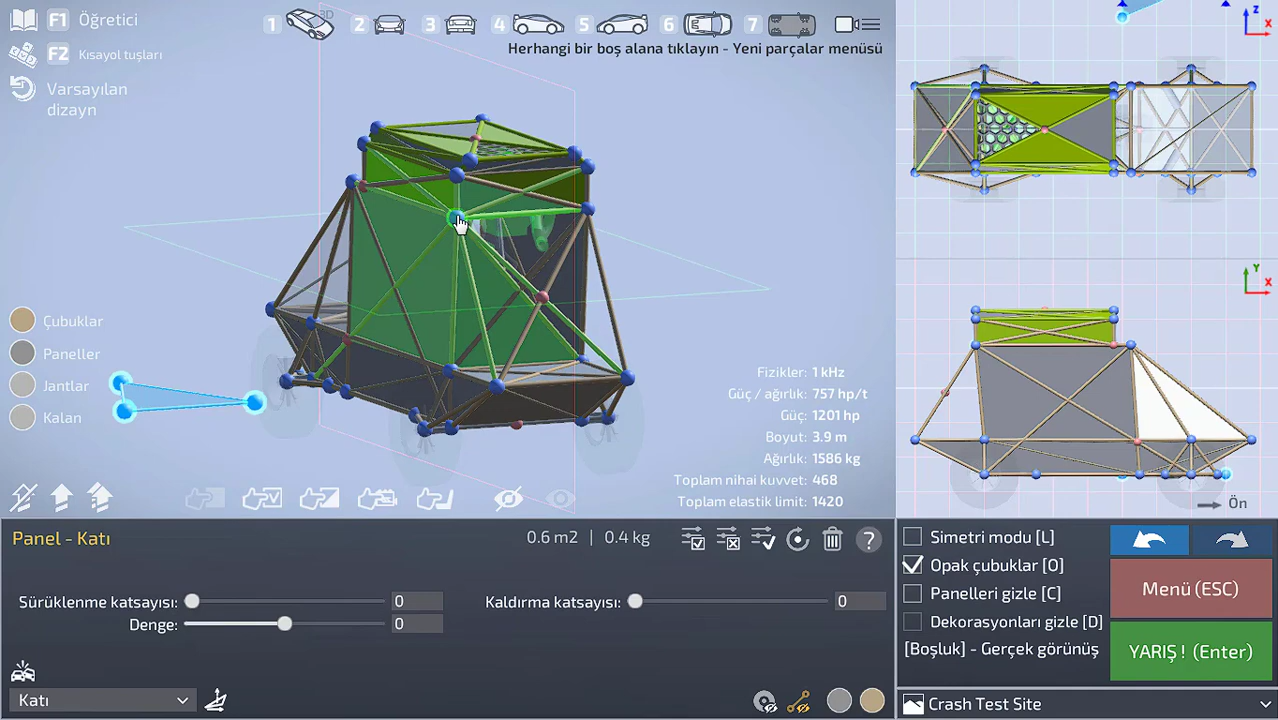 F1 Öğretici
F2 Kısayol tuşları
Varsayılan
dizayn
1 3D 2 3 4 5 6 7
Herhangi bir boş alana tıklayın - Yeni parçalar menüsü
Z
X
Y
X
Çubuklar
Paneller
Jantlar
Kalan
Fizikler: 1 kHz
Güç / ağırlık: 757 hp/t
Güç: 1201 hp
Boyut: 3.9 m
Ağırlık: 1586 kg
Toplam nihai kuvvet: 468
Toplam elastik limit: 1420
Ön
Panel - Katı
0.6 m2 | 0.4 kg
?
Sürüklenme katsayısı: 0
Kaldırma katsayısı: 0
Denge: 0
Katı
Simetri modu [L]
Opak çubuklar [O]
Panelleri gizle [C]
Dekorasyonları gizle [D]
[Boşluk] - Gerçek görünüş
Menü (ESC)
YARIŞ ! (Enter)
Crash Test Site